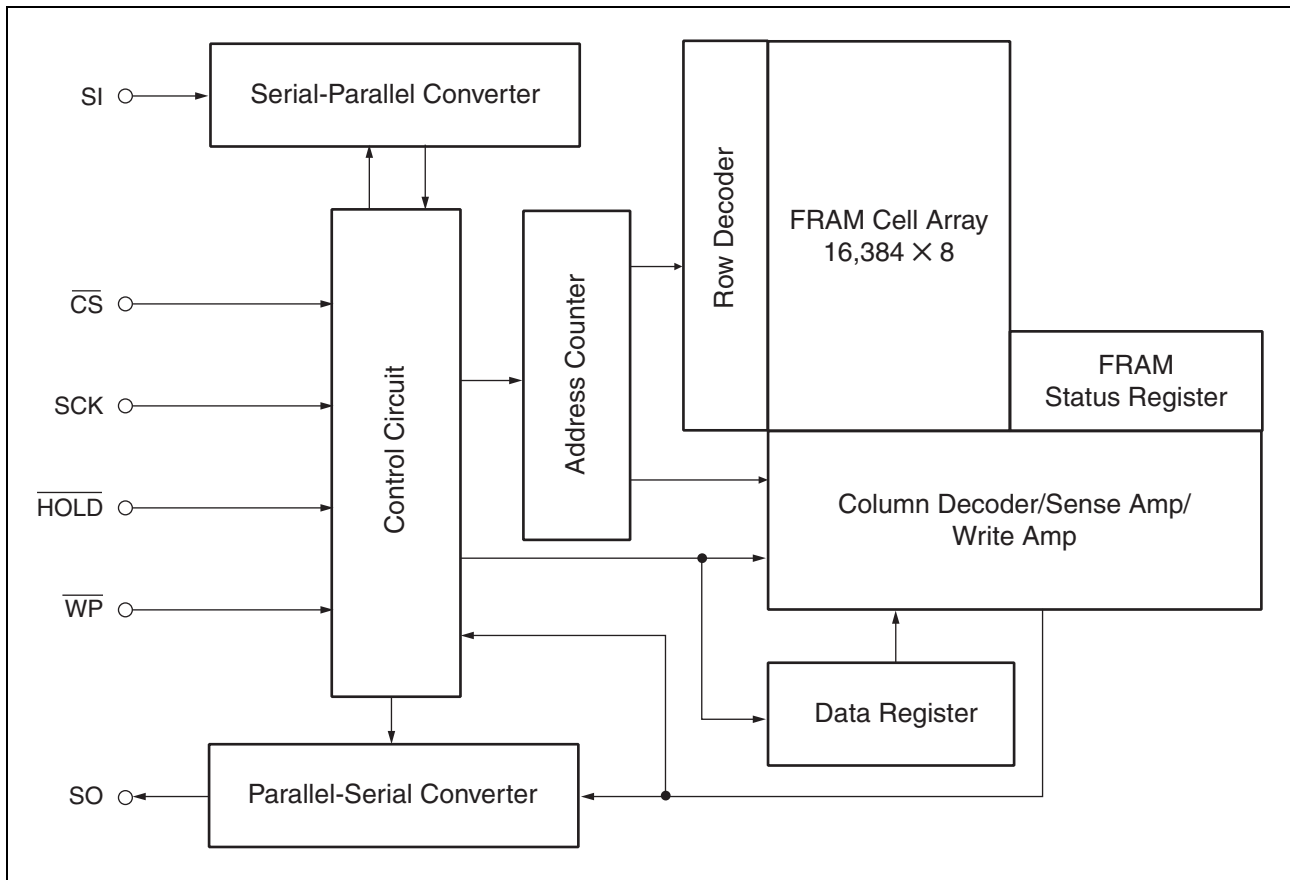 SI
Serial-Parallel Converter
CS
SCK
HOLD
WP
Control Circuit
Address Counter
Row Decoder
FRAM Cell Array
16,384 × 8
FRAM
Status Register
Column Decoder/Sense Amp/
Write Amp
Data Register
SO
Parallel-Serial Converter